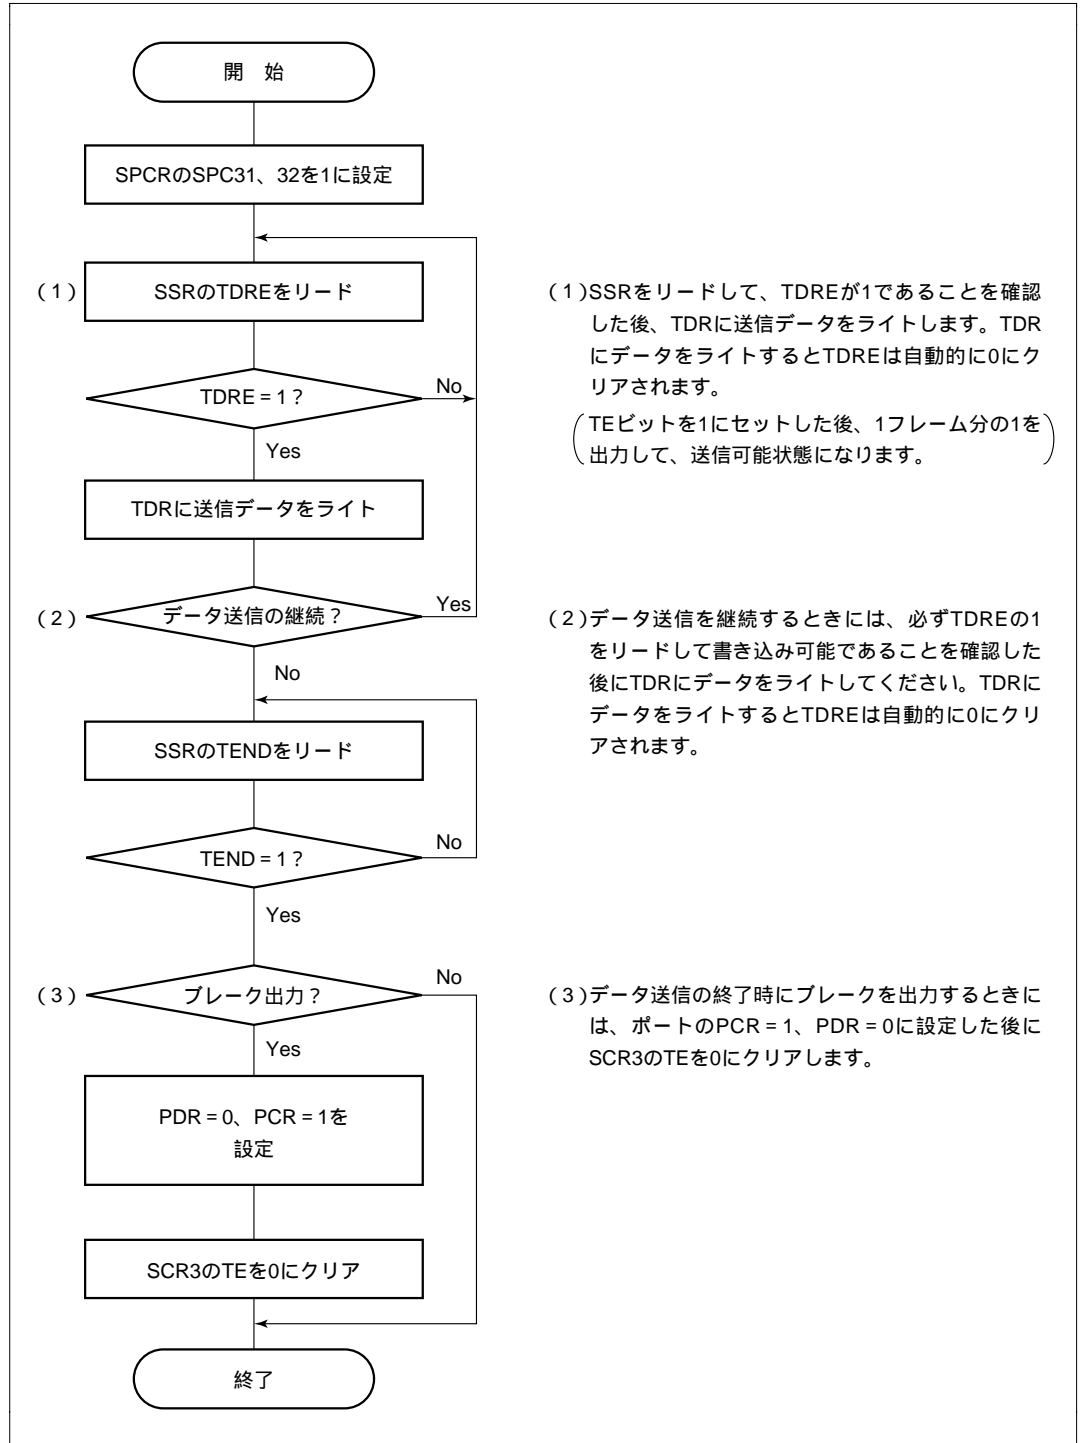 開 始
SPCRのSPC31、32を1に設定
(1)
SSRのTDREをリード
TDRE = 1?
No
Yes
TDRに送信データをライト
(2)
データ送信の継続?
Yes
No
SSRのTENDをリード
TEND = 1?
No
Yes
(3)
ブレーク出力?
No
Yes
PDR = 0、PCR = 1を
設定
SCR3のTEを0にクリア
終了
(1)SSRをリードして、TDREが1であることを確認
した後、TDRに送信データをライトします。TDR
にデータをライトするとTDREは自動的に0にク
リアされます。
(TEビットを1にセットした後、1フレーム分の1を
出力して、送信可能状態になります。)
(2)データ送信を継続するときには、必ずTDREの1
をリードして書き込み可能であることを確認した
後にTDRにデータをライトしてください。TDRに
データをライトするとTDREは自動的に0にクリ
アされます。
(3)データ送信の終了時にブレークを出力するときに
は、ポートのPCR = 1、PDR = 0に設定した後に
SCR3のTEを0にクリアします。